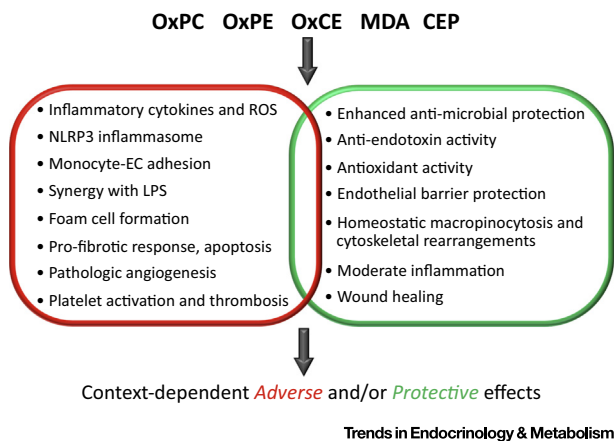 OxPC OxPE OxCE MDA CEP
• Inflammatory cytokines and ROS
• NLRP3 inflammasome
• Monocyte-EC adhesion
• Synergy with LPS
• Foam cell formation
• Pro-fibrotic response, apoptosis
• Pathologic angiogenesis
• Platelet activation and thrombosis
• Enhanced anti-microbial protection
• Anti-endotoxin activity
• Antioxidant activity
• Endothelial barrier protection
• Homeostatic macropinocytosis and
cytoskeletal rearrangements
• Moderate inflammation
• Wound healing
Context-dependent Adverse and/or Protective effects
Trends in Endocrinology & Metabolism